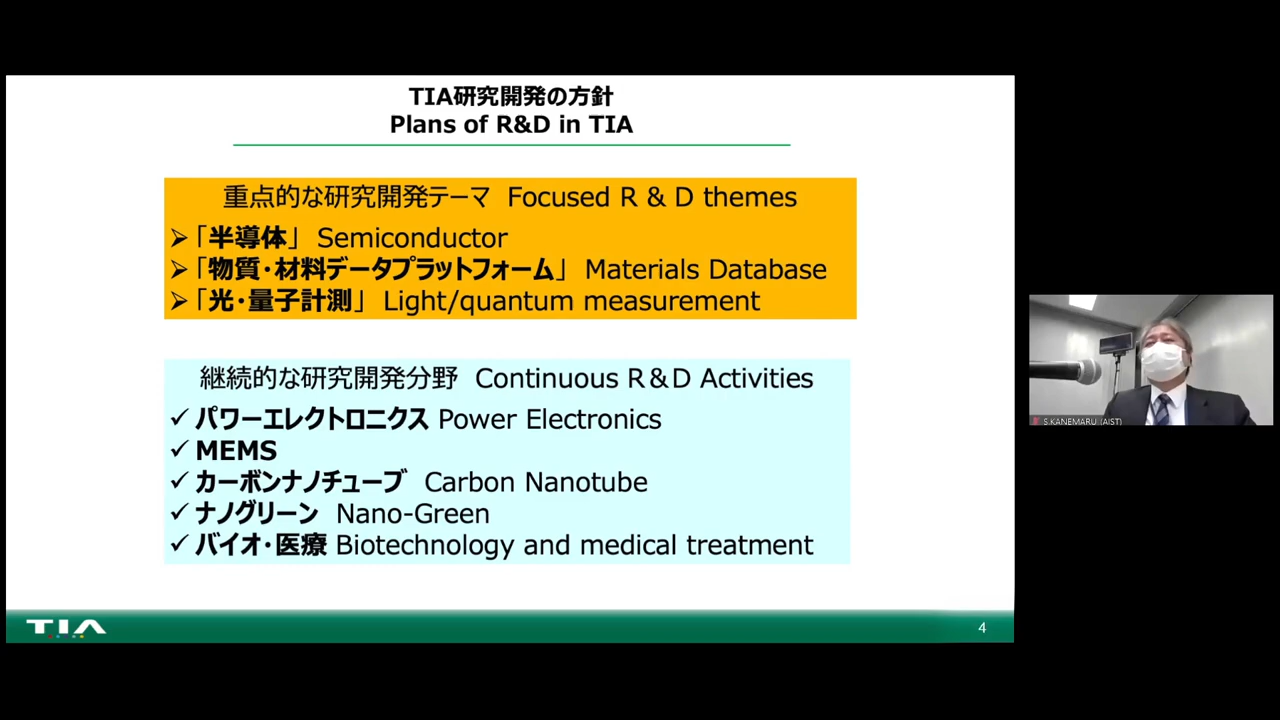 TIA研究開発の方針
Plans of R&D in TIA
重点的な研究開発テーマ Focused R & D themes
➢「半導体」 Semiconductor
➢「物質・材料データプラットフォーム」 Materials Database
➢「光・量子計測」 Light/quantum measurement
継続的な研究開発分野 Continuous R&D Activities
✓ パワーエレクトロニクス Power Electronics
✓ MEMS
✓ カーボンナノチューブ Carbon Nanotube
✓ ナノグリーン Nano-Green
✓ バイオ・医療 Biotechnology and medical treatment
TIA
4
S.KANEMARU (AIST)